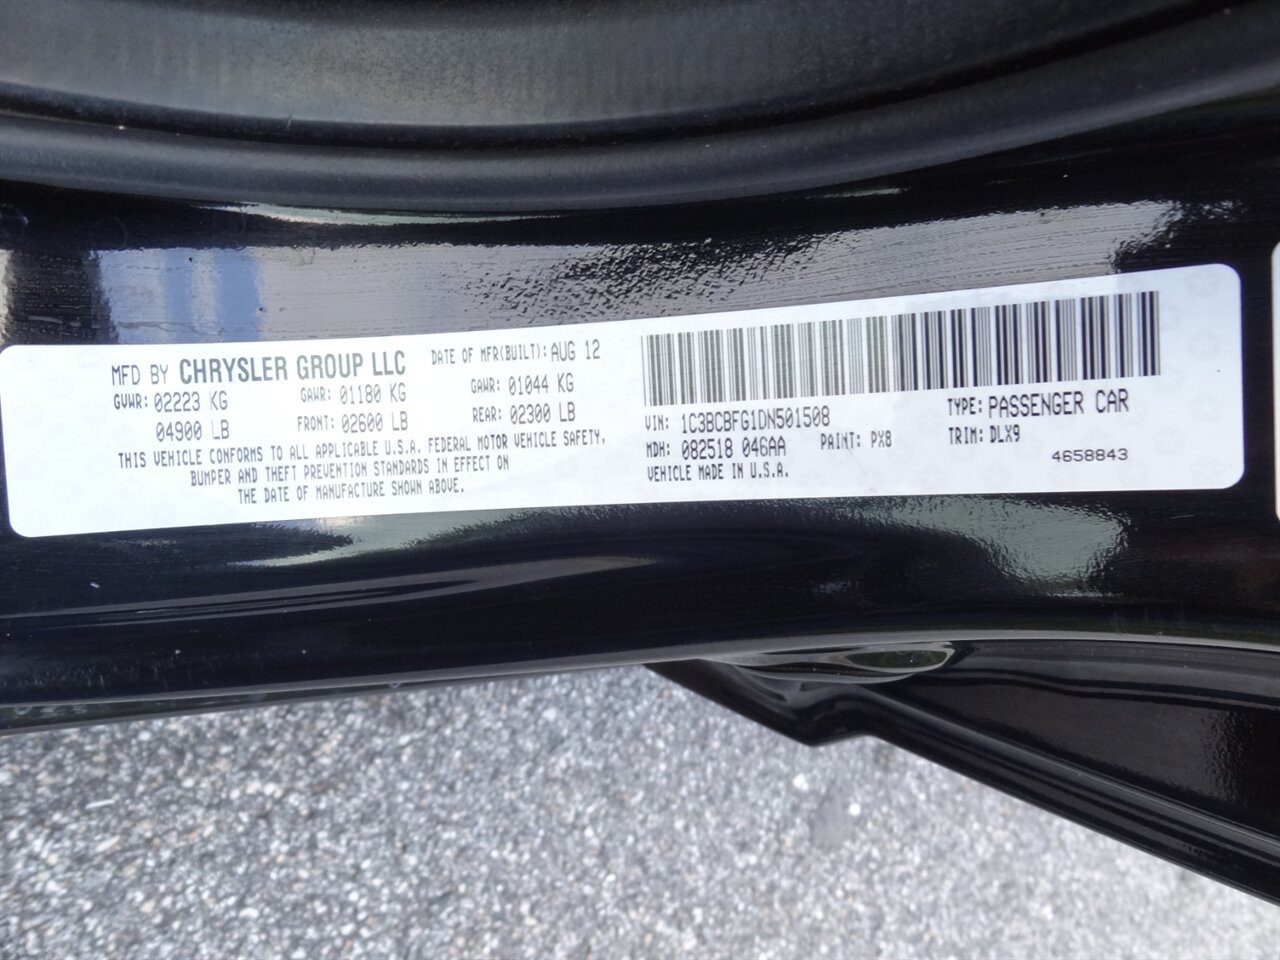 MFD BY CHRYSLER GROUP LLC DATE OF MFR(BUILT): AUG 12
GVWR: 02223 KG GAWR: 01180 KG GAWR: 01044 KG
04900 LB FRONT: 02600 LB REAR: 02300 LB
THIS VEHICLE CONFORMS TO ALL APPLICABLE U.S.A. FEDERAL MOTOR VEHICLE SAFETY,
BUMPER AND THEFT PREVENTION STANDARDS IN EFFECT ON
THE DATE OF MANUFACTURE SHOWN ABOVE.
VIN: 1C3BCBFG1DN501508 TYPE: PASSENGER CAR
MDH: 082518 046AA PAINT: PX8 TRIM: DLX9
VEHICLE MADE IN U.S.A. 4658843